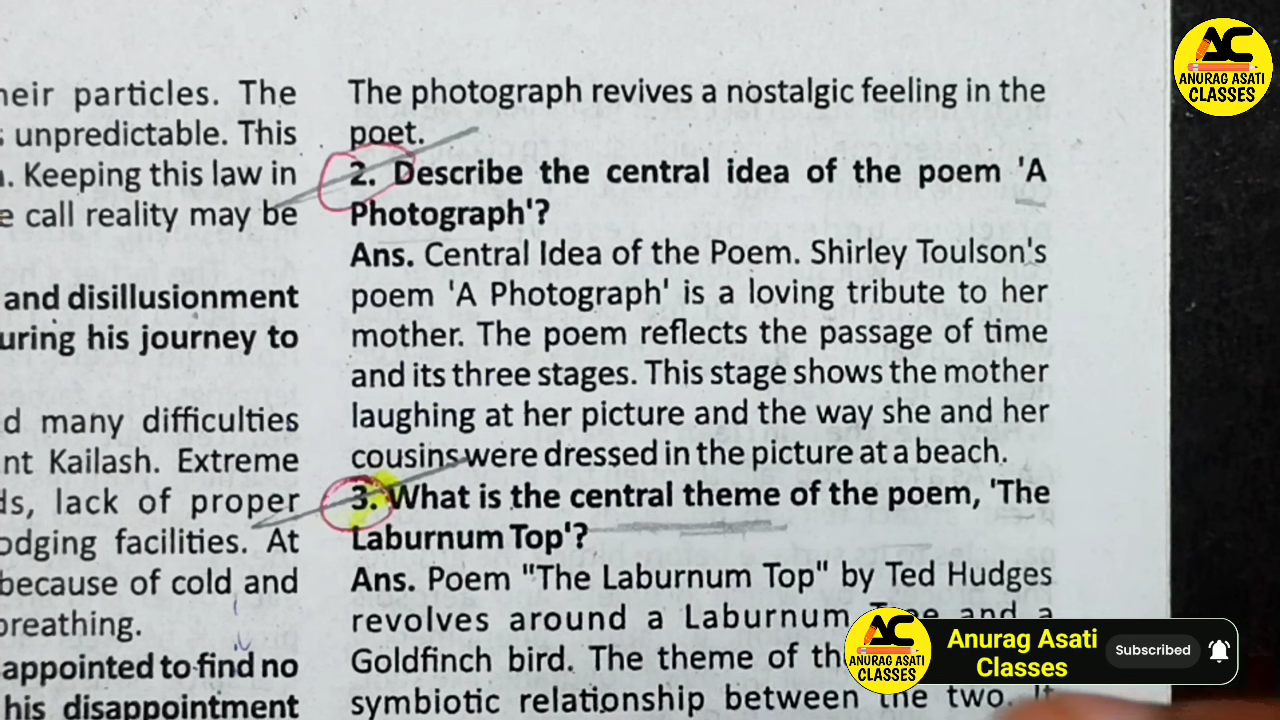 heir particles. The
unpredictable. This
. Keeping this law in
e call reality may be
and disillusionment
uring his journey to
d many difficulties
nt Kailash. Extreme
ds, lack of proper
odging facilities. At
because of cold and
breathing.
appointed to find no
his disappointment
The photograph revives a nostalgic feeling in the
poet.
2. Describe the central idea of the poem 'A
Photograph'?
Ans. Central Idea of the Poem. Shirley Toulson's
poem 'A Photograph' is a loving tribute to her
mother. The poem reflects the passage of time
and its three stages. This stage shows the mother
laughing at her picture and the way she and her
cousins were dressed in the picture at a beach.
3. What is the central theme of the poem, 'The
Laburnum Top'?
Ans. Poem "The Laburnum Top" by Ted Hudges
revolves around a Laburnum Tree and a
Goldfinch bird. The theme of th
symbiotic relationship between the two. It
AC
ANURAG ASATI
CLASSES
AC
ANURAG ASATI
CLASSES
Anurag Asati
Classes
Subscribed